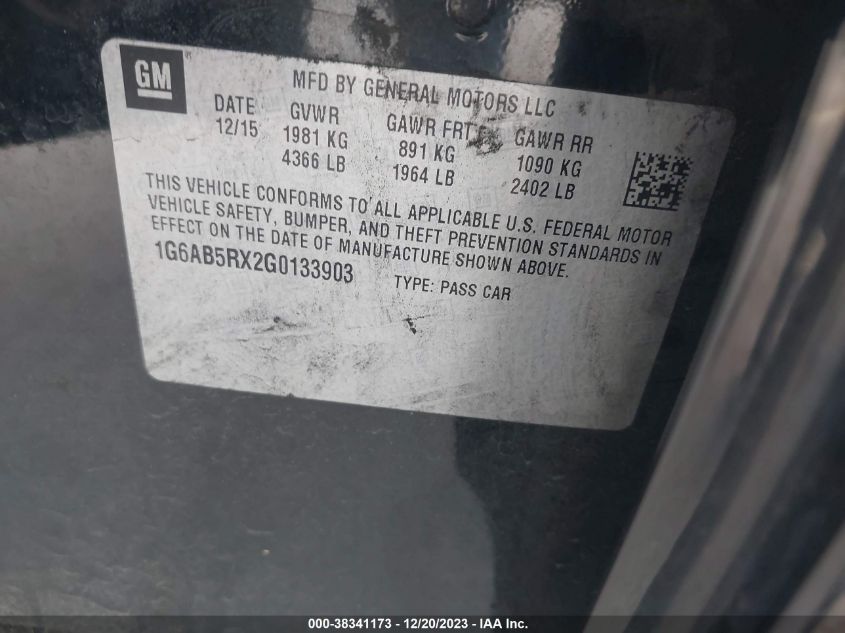 GM
MFD BY GENERAL MOTORS LLC
DATE GVWR GAWR FRT GAWR RR
12/15 1981 KG 891 KG 1090 KG
4366 LB 1964 LB 2402 LB
THIS VEHICLE CONFORMS TO ALL APPLICABLE U.S. FEDERAL MOTOR
VEHICLE SAFETY, BUMPER, AND THEFT PREVENTION STANDARDS IN
EFFECT ON THE DATE OF MANUFACTURE SHOWN ABOVE.
1G6AB5RX2G0133903 TYPE: PASS CAR
000-38341173 - 12/20/2023 - © IAA, Inc.